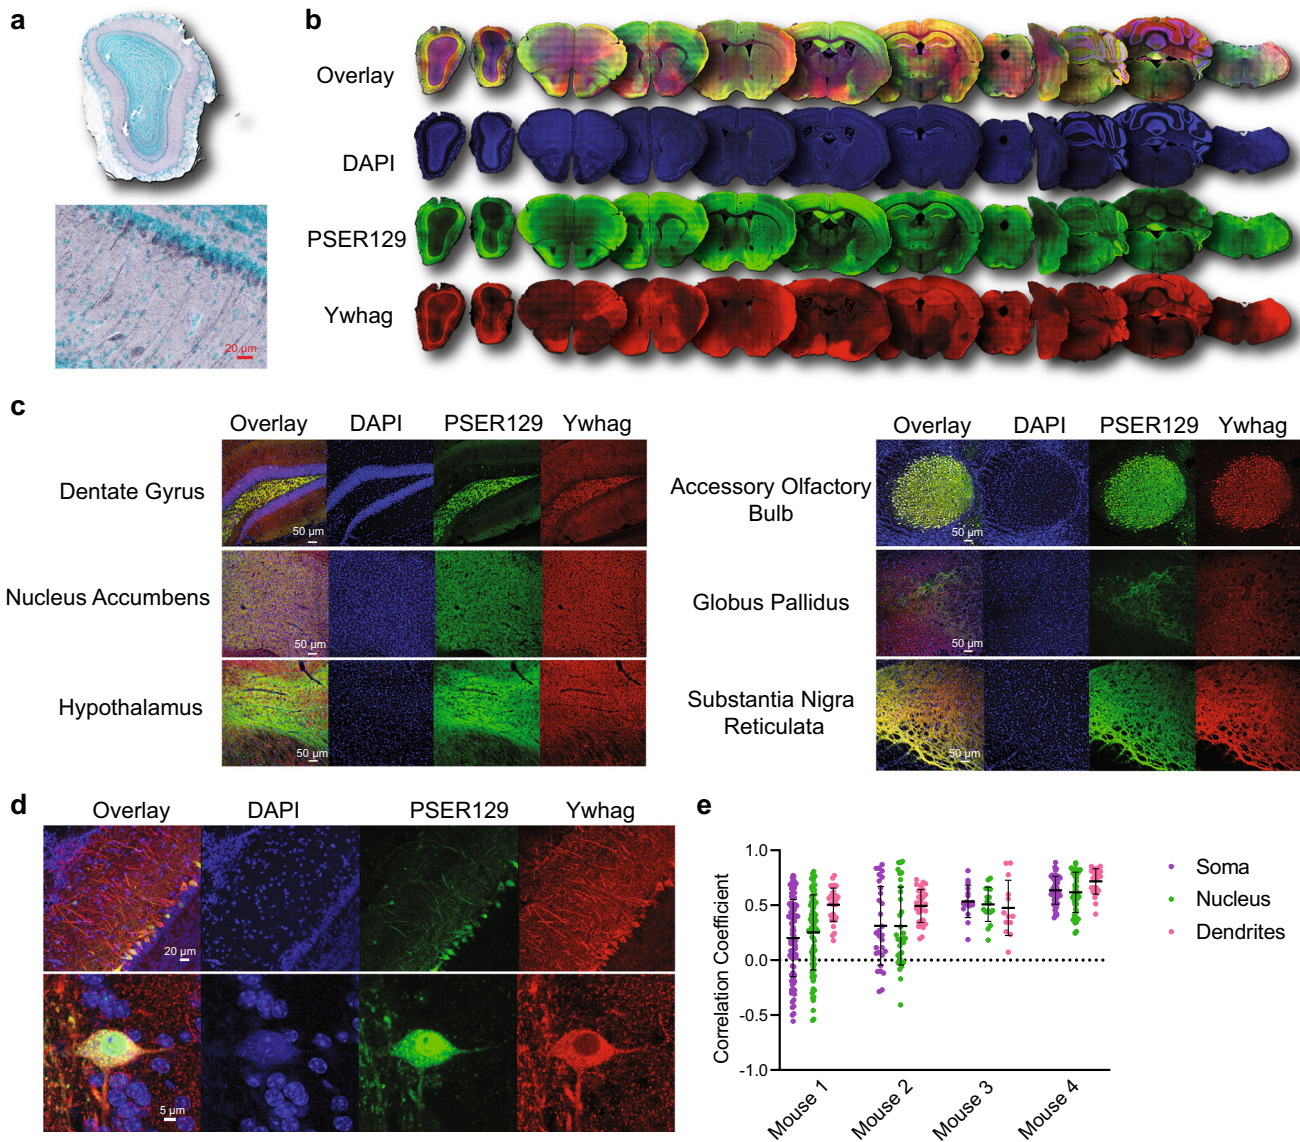 a
20 µm
b
Overlay
DAPI
PSER129
Ywhag
c
Overlay DAPI PSER129 Ywhag
Dentate Gyrus
50 µm
Nucleus Accumbens
50 µm
Hypothalamus
50 µm
Overlay DAPI PSER129 Ywhag
Accessory Olfactory
Bulb
50 µm
Globus Pallidus
50 µm
Substantia Nigra
Reticulata
50 µm
d
Overlay DAPI PSER129 Ywhag
20 µm
5 µm
e
Correlation Coefficient
1.0
0.5
0.0
-0.5
-1.0
Mouse 1
Mouse 2
Mouse 3
Mouse 4
Soma
Nucleus
Dendrites